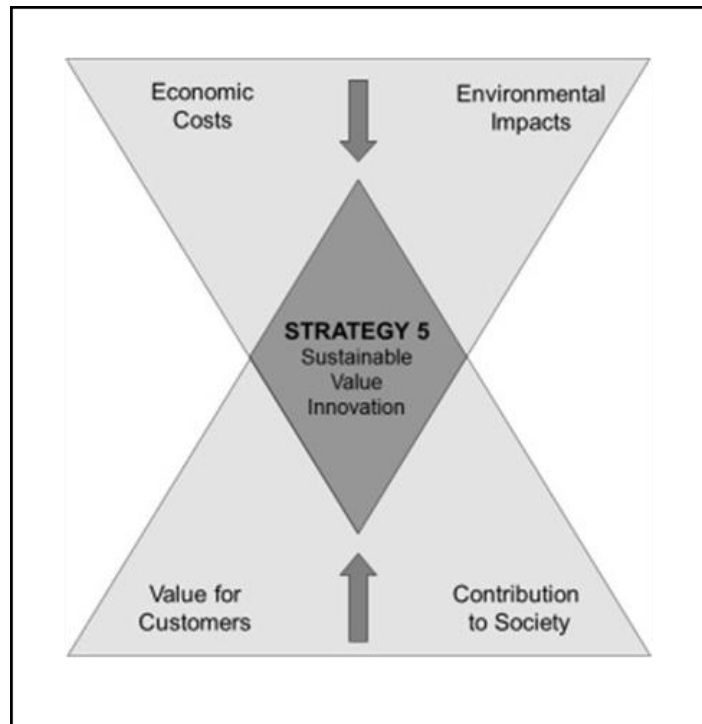 Economic
Costs
Environmental
Impacts
STRATEGY 5
Sustainable
Value
Innovation
Value for
Customers
Contribution
to Society